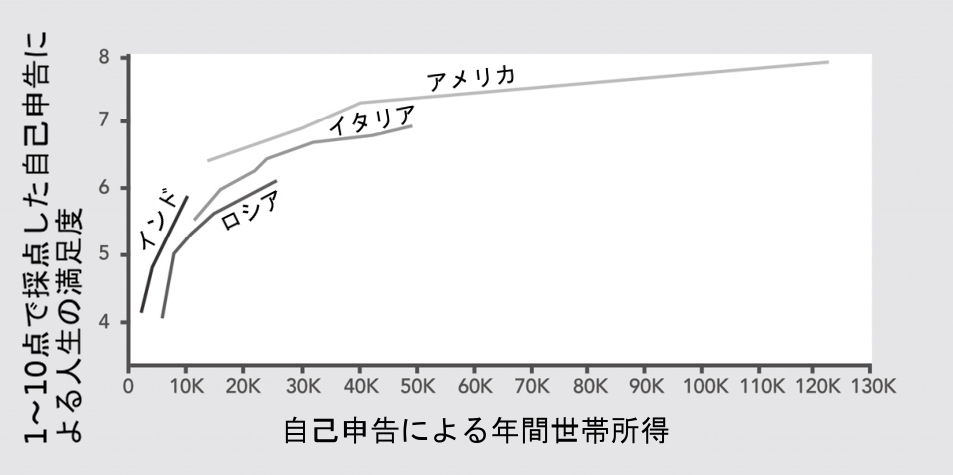 1〜10点で採点した自己申告に
よる人生の満足度
8
7
6
5
4
アメリカ
イタリア
インド
ロシア
0 10K 20K 30K 40K 50K 60K 70K 80K 90K 100K 110K 120K 130K
自己申告による年間世帯所得